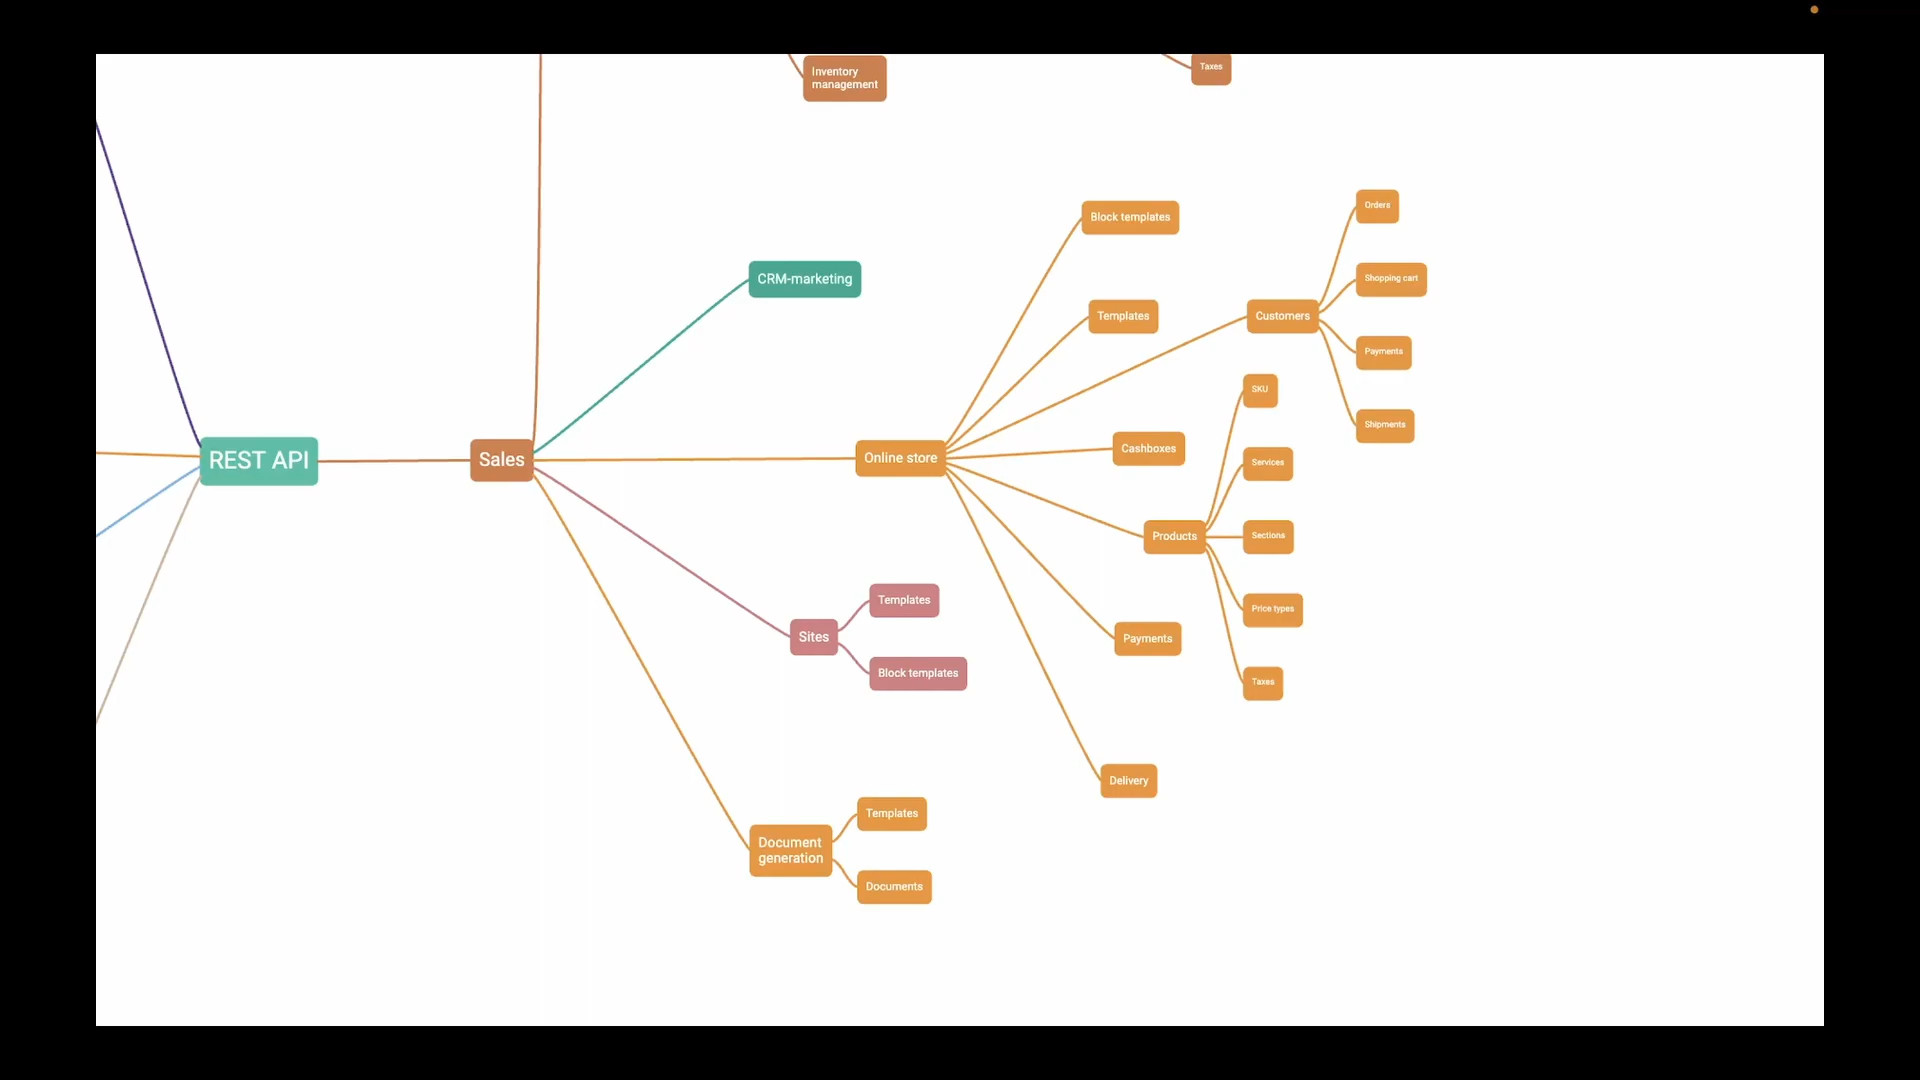 Inventory
management
Taxes
Orders
Block templates
CRM-marketing
Shopping cart
Templates
Customers
Payments
SKU
Shipments
Cashboxes
REST API
Sales
Online store
Services
Products
Sections
Templates
Price types
Sites
Payments
Block templates
Taxes
Delivery
Templates
Document
generation
Documents